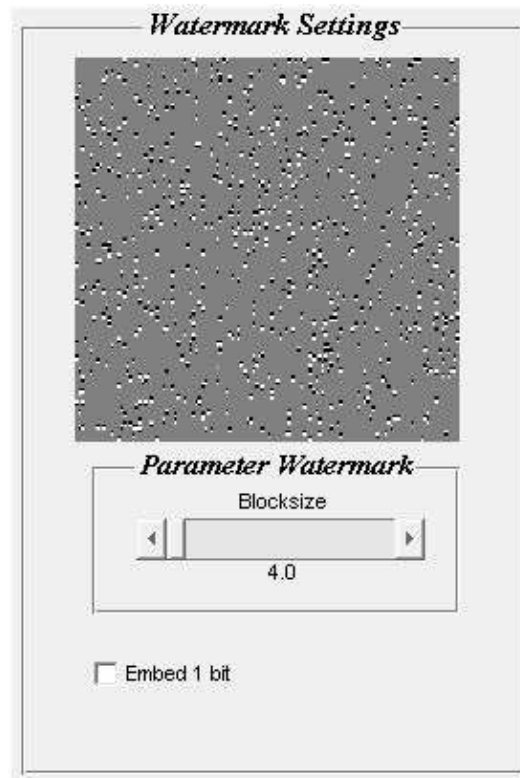 Watermark Settings
Parameter Watermark
Blocksize
4.0
Embed 1 bit